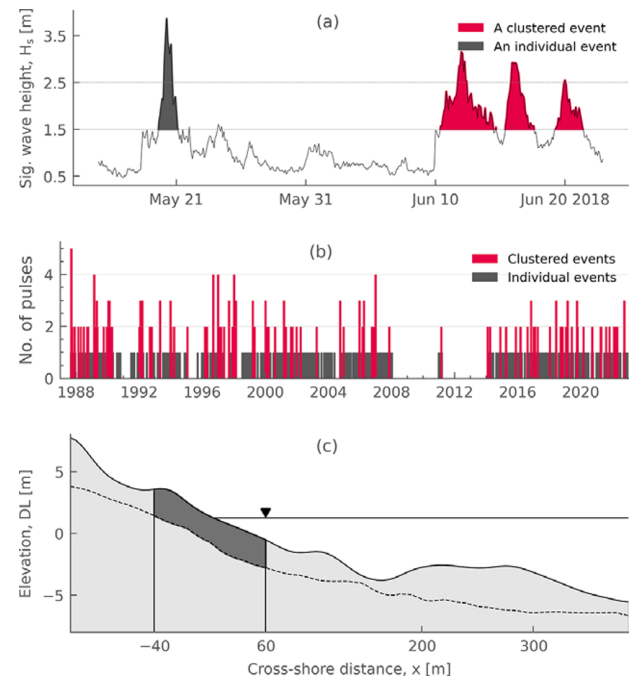 (a)
A clustered event
An individual event
Sig. wave height, Hs [m]
3.5
2.5
1.5
0.5
May 21
May 31
Jun 10
Jun 20 2018
(b)
Clustered events
Individual events
No. of pulses
4
2
0
1988
1992
1996
2000
2004
2008
2012
2016
2020
(c)
Elevation, DL [m]
5
0
−5
−40
60
200
300
Cross-shore distance, x [m]